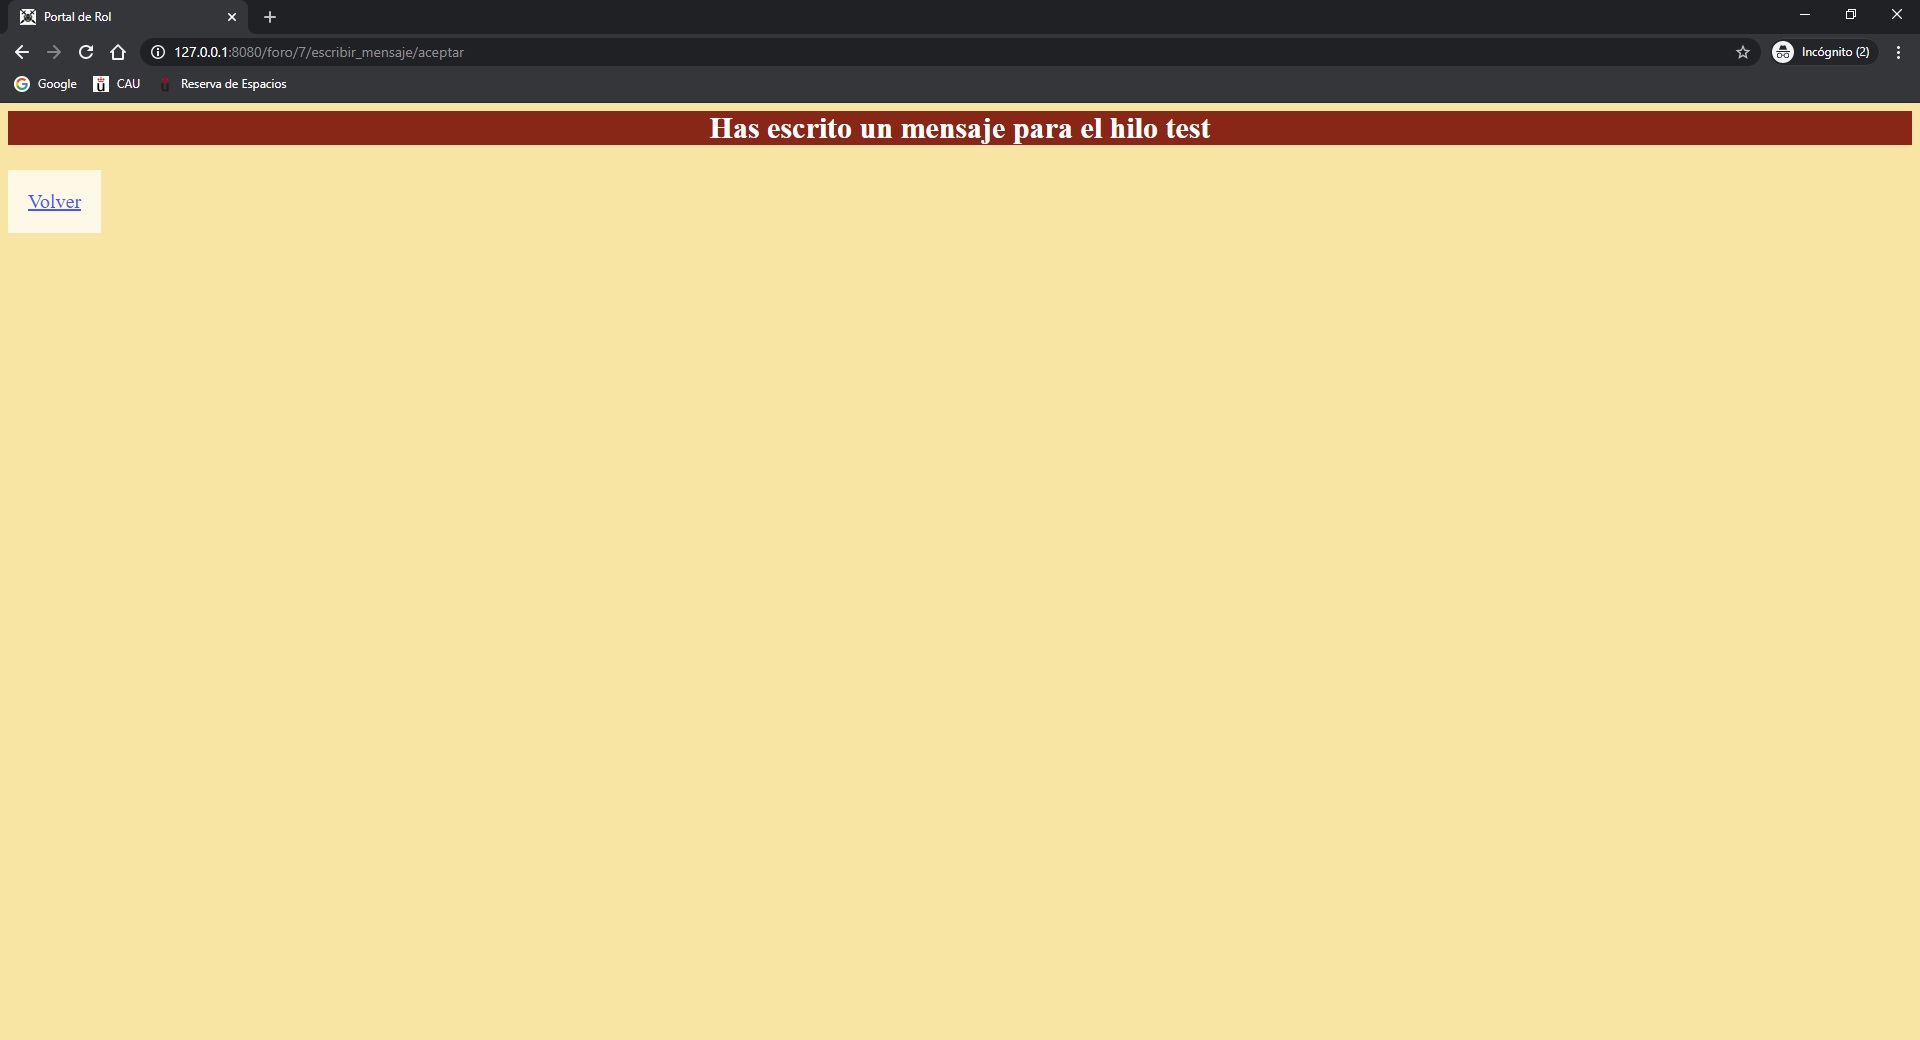 Portal de Rol
127.0.0.1:8080/foro/7/escribir_mensaje/aceptar
Incógnito (2)
Google
CAU
Reserva de Espacios
Has escrito un mensaje para el hilo test
Volver